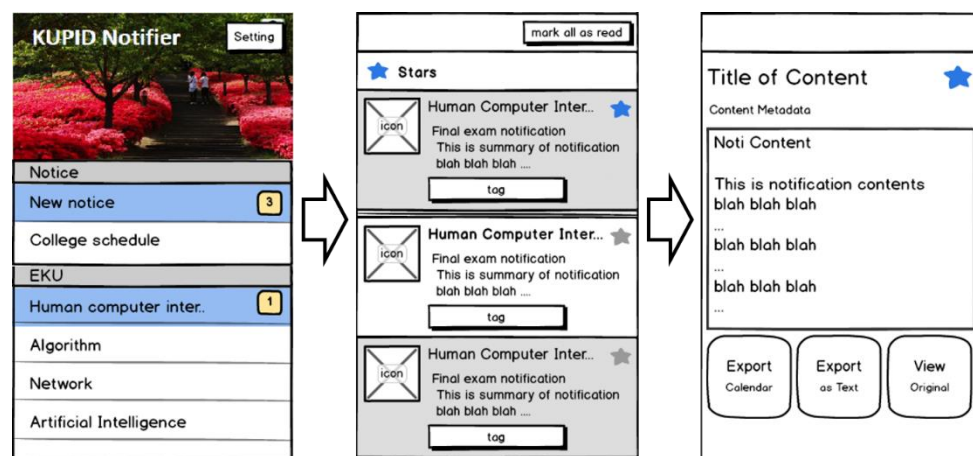 KUPID Notifier
Setting
Notice
New notice
3
College schedule
EKU
Human computer inter..
1
Algorithm
Network
Artificial Intelligence
mark all as read
Stars
icon
Human Computer Inter...
Final exam notification
This is summary of notification
blah blah blah ....
tag
icon
Human Computer Inter...
Final exam notification
This is summary of notification
blah blah blah ....
tag
icon
Human Computer Inter...
Final exam notification
This is summary of notification
blah blah blah ....
tag
Title of Content
Content Metadata
Noti Content
This is notification contents
blah blah blah
...
blah blah blah
...
blah blah blah
...
Export
Calendar
Export
as Text
View
Original